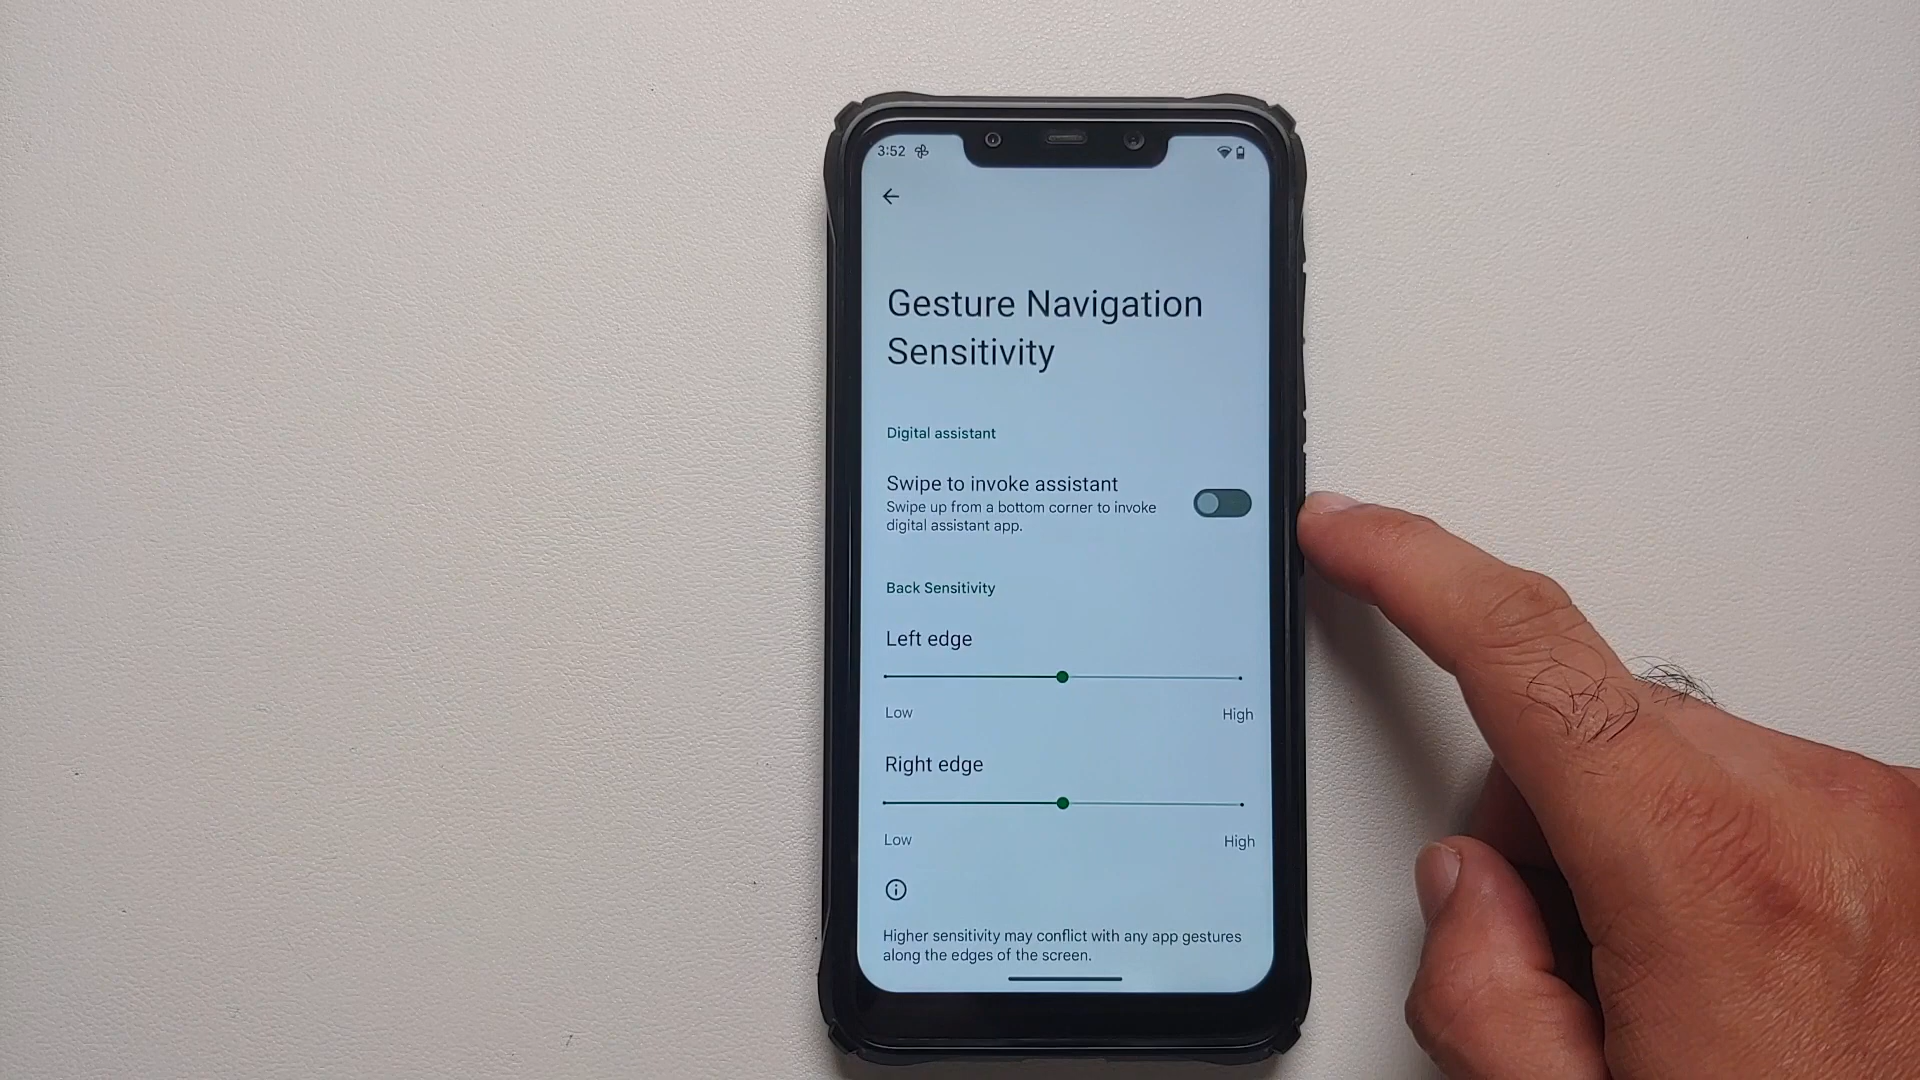 3:52
Gesture Navigation
Sensitivity
Digital assistant
Swipe to invoke assistant
Swipe up from a bottom corner to invoke
digital assistant app.
Back Sensitivity
Left edge
Low High
Right edge
Low High
Higher sensitivity may conflict with any app gestures
along the edges of the screen.